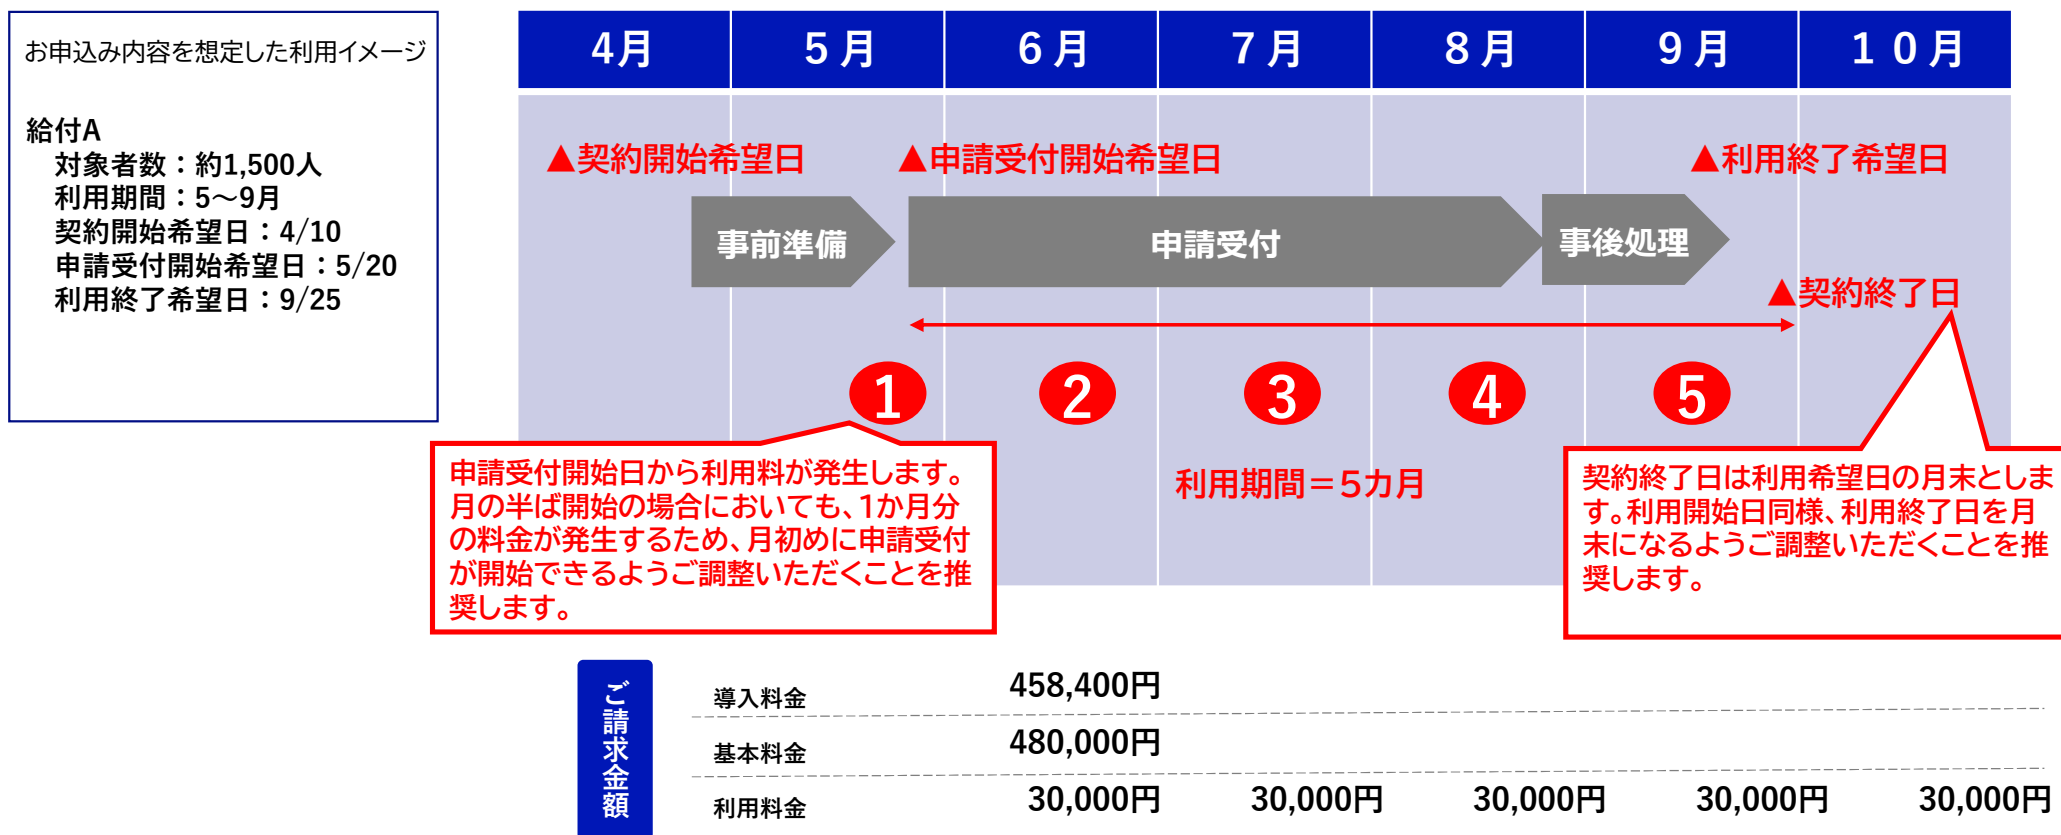 お申込み内容を想定した利用イメージ
給付A
対象者数：約1,500人
利用期間：5～9月
契約開始希望日：4/10
申請受付開始希望日：5/20
利用終了希望日：9/25
4月 5月 6月 7月 8月 9月 10月
▲契約開始希望日 ▲申請受付開始希望日 ▲利用終了希望日
事前準備 申請受付 事後処理
▲契約終了日
1 2 3 4 5
利用期間＝5カ月
申請受付開始日から利用料が発生します。
月の半ば開始の場合においても、1か月分
の料金が発生するため、月初めに申請受付
が開始できるようご調整いただくことを推
奨します。
契約終了日は利用希望日の月末としま
す。利用開始日同様、利用終了日を月
末になるようご調整いただくことを推
奨します。
ご請求金額
導入料金 458,400円
基本料金 480,000円
利用料金 30,000円 30,000円 30,000円 30,000円 30,000円